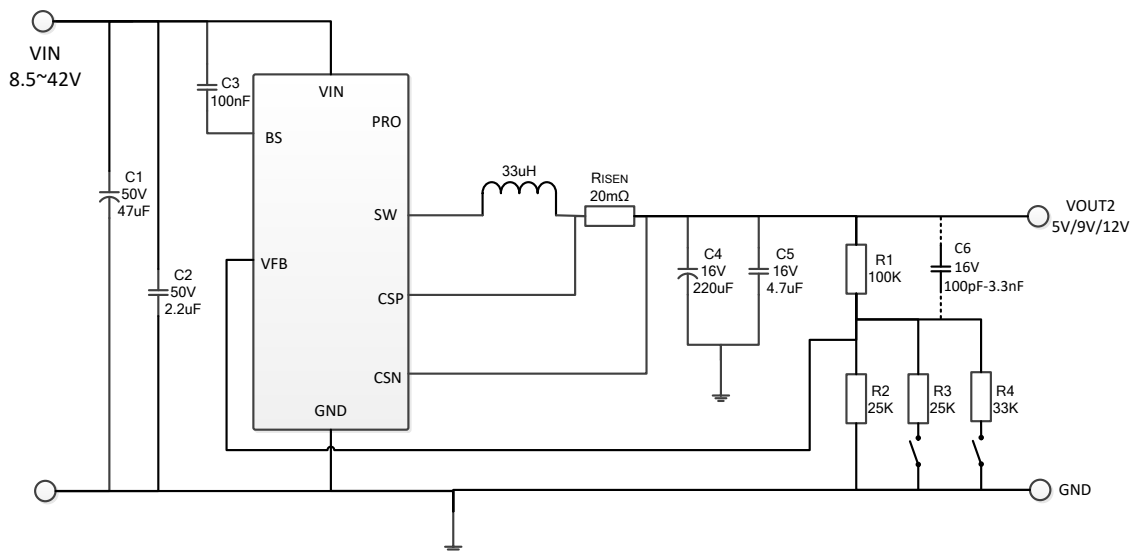 VIN
8.5~42V
C1
50V
47uF
C2
50V
2.2uF
C3
100nF
VIN
PRO
BS
SW
VFB
CSP
CSN
GND
33uH
RISEN
20mΩ
C4
16V
220uF
C5
16V
4.7uF
R1
100K
C6
16V
100pF-3.3nF
VOUT2
5V/9V/12V
R2
25K
R3
25K
R4
33K
GND